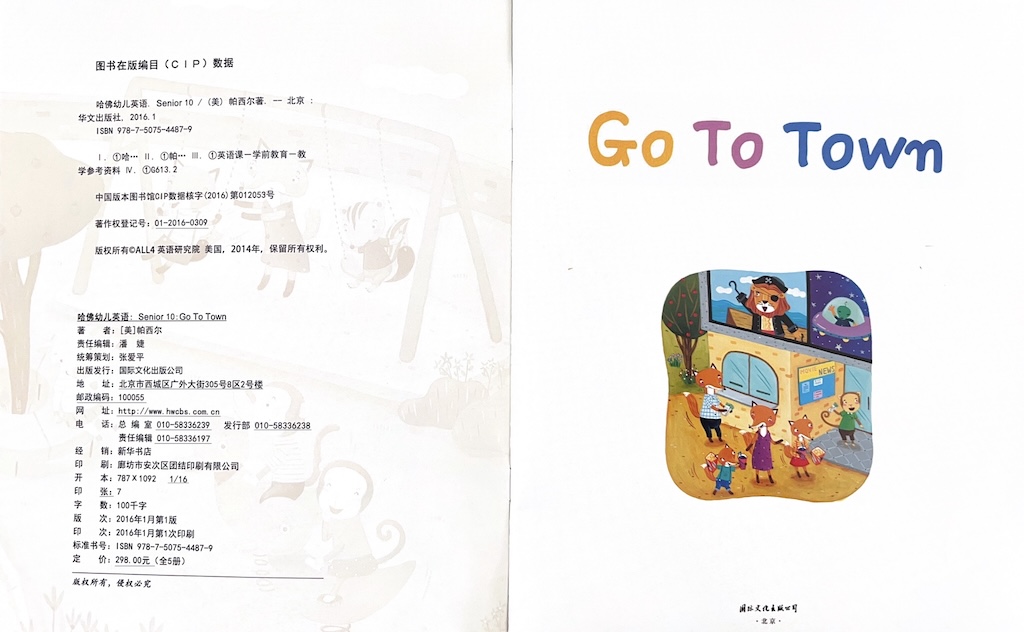 图书在版编目（CIP）数据
哈佛幼儿英语. Senior 10 /（美）帕西尔著. -- 北京：
华文出版社, 2016.1
ISBN 978-7-5075-4487-9
Ⅰ. ①哈… Ⅱ. ①帕… Ⅲ. ①英语课－学前教育－教
学参考资料 Ⅳ. ①G613.2
中国版本图书馆CIP数据核字(2016)第012053号
著作权登记号：01-2016-0309
版权所有©ALL4 英语研究院 美国, 2014年, 保留所有权利。
哈佛幼儿英语：Senior 10:Go To Town
著 者：[美]帕西尔
责任编辑：潘 婕
统筹策划：张爱平
出版发行：国际文化出版公司
地 址：北京市西城区广外大街305号8区2号楼
邮政编码：100055
网 址：http://www.hwcbs.com.cn
电 话：总 编 室 010-58336239 发行部 010-58336238
责任编辑 010-58336197
经 销：新华书店
印 刷：廊坊市安次区团结印刷有限公司
开 本：787×1092 1/16
印 张：7
字 数：100千字
版 次：2016年1月第1版
印 次：2016年1月第1次印刷
标准书号：ISBN 978-7-5075-4487-9
定 价：298.00元（全5册）
版权所有，侵权必究
Go To Town
NEWS
国际文化出版公司
·北京·